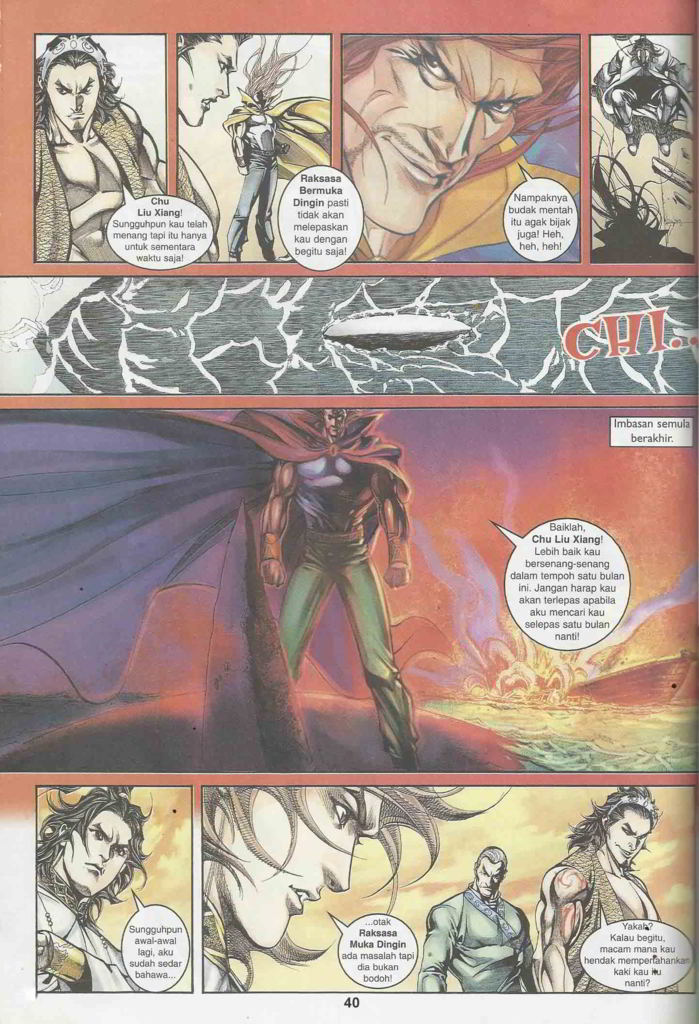 Chu
Liu Xiang!
Sungguhpun kau telah
menang tapi itu hanya
untuk sementara
waktu saja!
Raksasa
Bermuka
Dingin pasti
tidak akan
melepaskan
kau dengan
begitu saja!
Nampaknya
budak mentah
itu agak bijak
juga! Heh,
heh, heh!
CHI...
Imbasan semula
berakhir.
Baiklah,
Chu Liu Xiang!
Lebih baik kau
bersenang-senang
dalam tempoh satu bulan
ini. Jangan harap kau
akan terlepas apabila
aku mencari kau
selepas satu bulan
nanti!
Sungguhpun
awal-awal
lagi, aku
sudah sedar
bahawa...
...otak
Raksasa
Muka Dingin
ada masalah tapi
dia bukan
bodoh!
Yakah?
Kalau begitu,
macam mana kau
hendak mempertahankan
kaki kau itu
nanti?
40